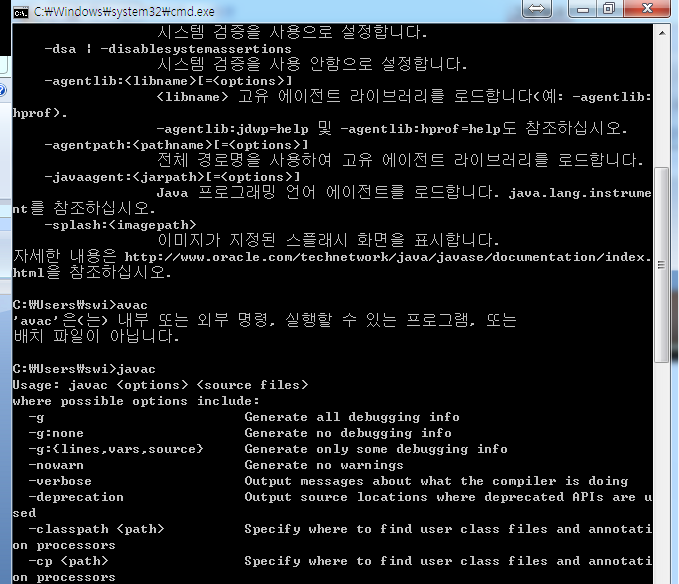 C:₩Windows₩system32₩cmd.exe
시스템 검증을 사용으로 설정합니다.
-dsa | -disablesystemassertions
시스템 검증을 사용 안함으로 설정합니다.
-agentlib:<libname>[=<options>]
<libname> 고유 에이전트 라이브러리를 로드합니다(예: -agentlib:
hprof).
-agentlib:jdwp=help 및 -agentlib:hprof=help도 참조하십시오.
-agentpath:<pathname>[=<options>]
전체 경로명을 사용하여 고유 에이전트 라이브러리를 로드합니다.
-javaagent:<jarpath>[=<options>]
Java 프로그래밍 언어 에이전트를 로드합니다. java.lang.instrume
nt를 참조하십시오.
-splash:<imagepath>
이미지가 지정된 스플래시 화면을 표시합니다.
자세한 내용은 http://www.oracle.com/technetwork/java/javase/documentation/index.
html을 참조하십시오.
C:₩Users₩swi>avac
'avac'은(는) 내부 또는 외부 명령, 실행할 수 있는 프로그램, 또는
배치 파일이 아닙니다.
C:₩Users₩swi>javac
Usage: javac <options> <source files>
where possible options include:
-g Generate all debugging info
-g:none Generate no debugging info
-g:{lines,vars,source} Generate only some debugging info
-nowarn Generate no warnings
-verbose Output messages about what the compiler is doing
-deprecation Output source locations where deprecated APIs are u
sed
-classpath <path> Specify where to find user class files and annotati
on processors
-cp <path> Specify where to find user class files and annotati
on processors